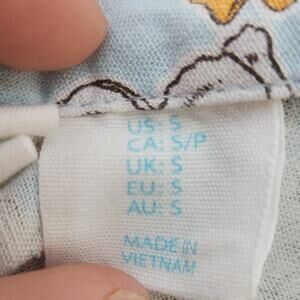 US: S
CA: S/P
UK: S
EU: S
AU: S
MADE IN
VIETNAM